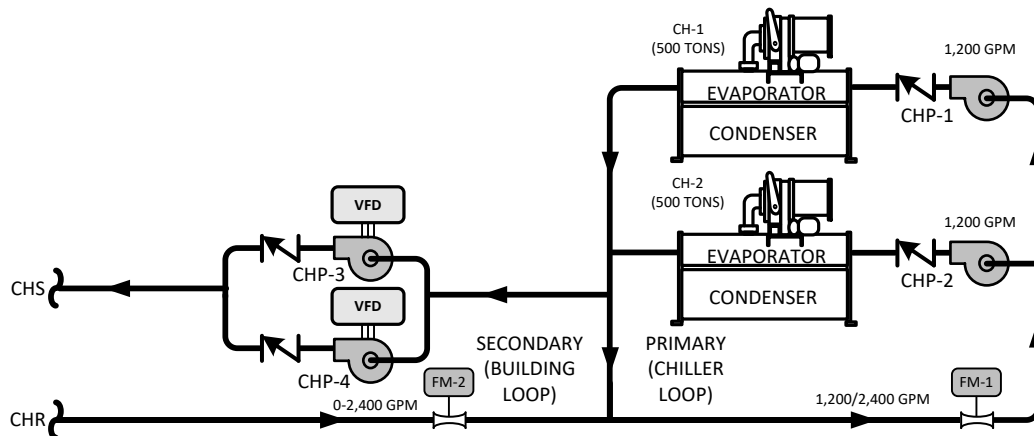 CH-1
(500 TONS)
1,200 GPM
EVAPORATOR
CONDENSER
CHP-1
CH-2
(500 TONS)
1,200 GPM
EVAPORATOR
CONDENSER
CHP-2
VFD
CHP-3
CHS
VFD
CHP-4
SECONDARY
(BUILDING
LOOP)
PRIMARY
(CHILLER
LOOP)
FM-2
FM-1
CHR
0-2,400 GPM
1,200/2,400 GPM